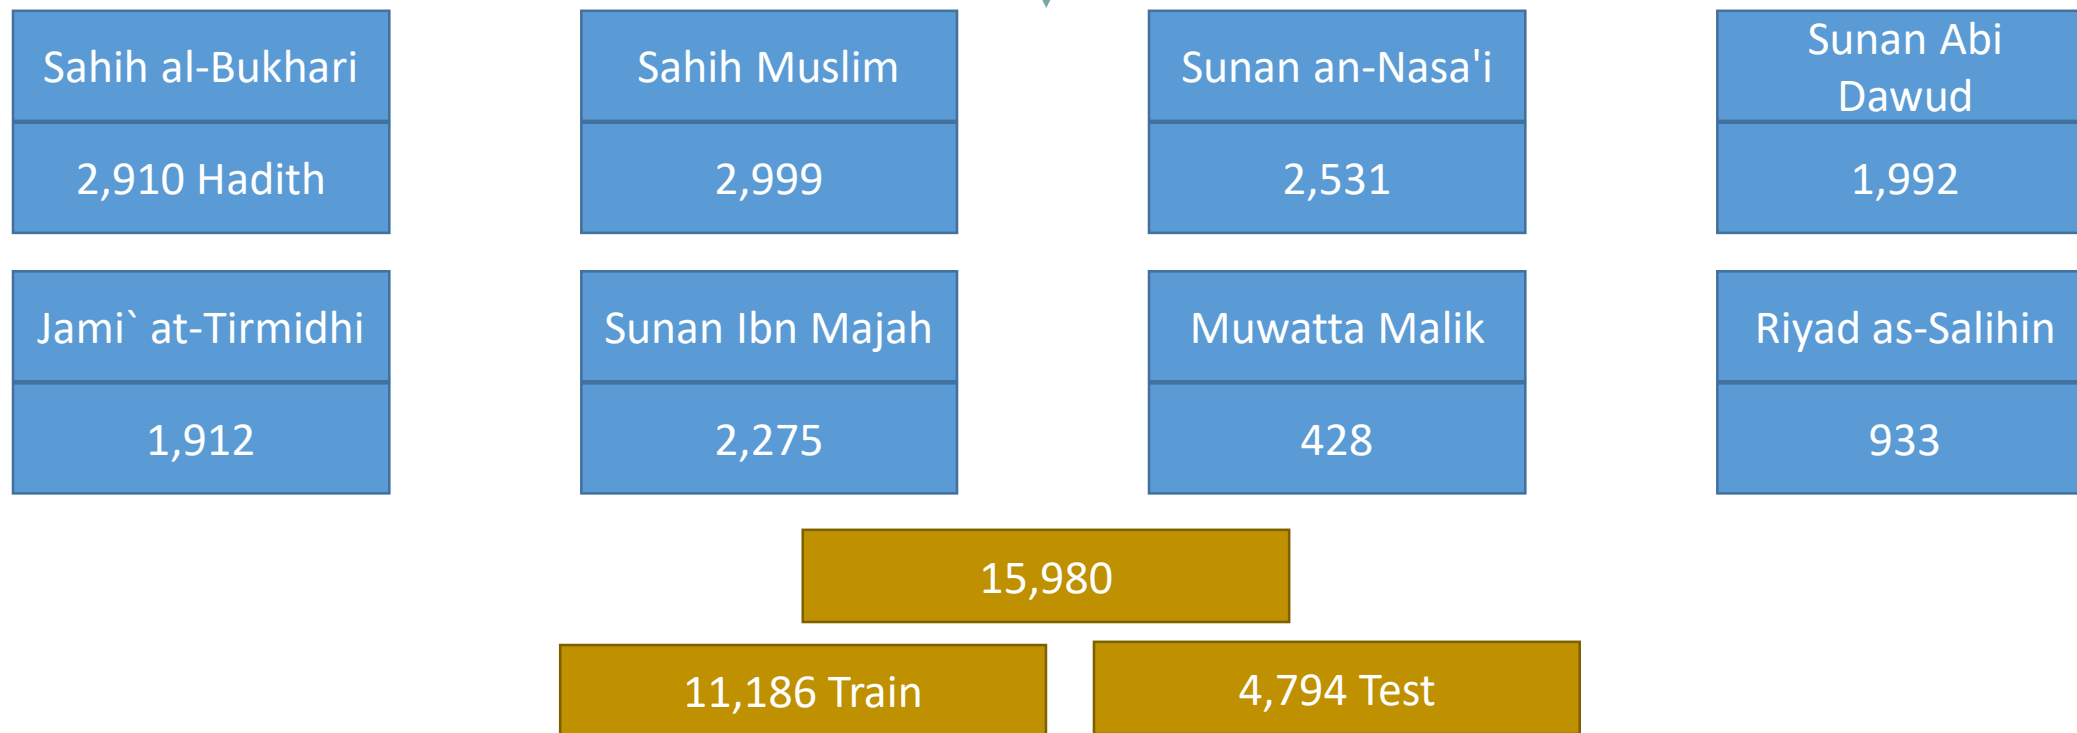 Sahih al-Bukhari
2,910 Hadith
Sahih Muslim
2,999
Sunan an-Nasa'i
2,531
Sunan Abi
Dawud
1,992
Jami` at-Tirmidhi
1,912
Sunan Ibn Majah
2,275
Muwatta Malik
428
Riyad as-Salihin
933
15,980
11,186 Train
4,794 Test